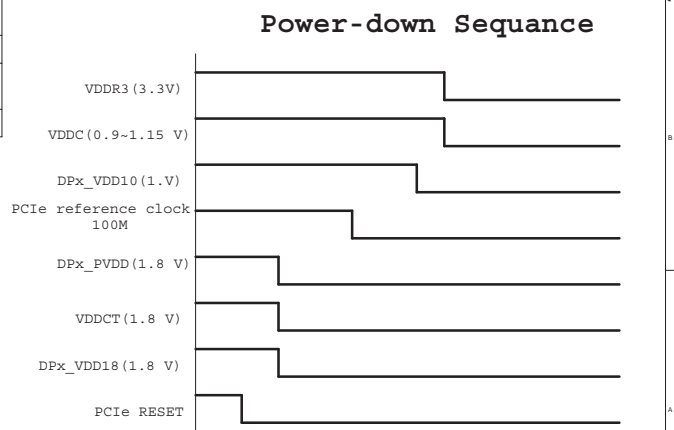 Power-down Sequance
VDDR3(3.3V)
B
VDDC(0.9~1.15 V)
DPx_VDD10(1.V)
PCIe reference clock
100M
DPx_PVDD(1.8 V)
VDDCT(1.8 V)
DPx_VDD18(1.8 V)
PCIe RESET
A